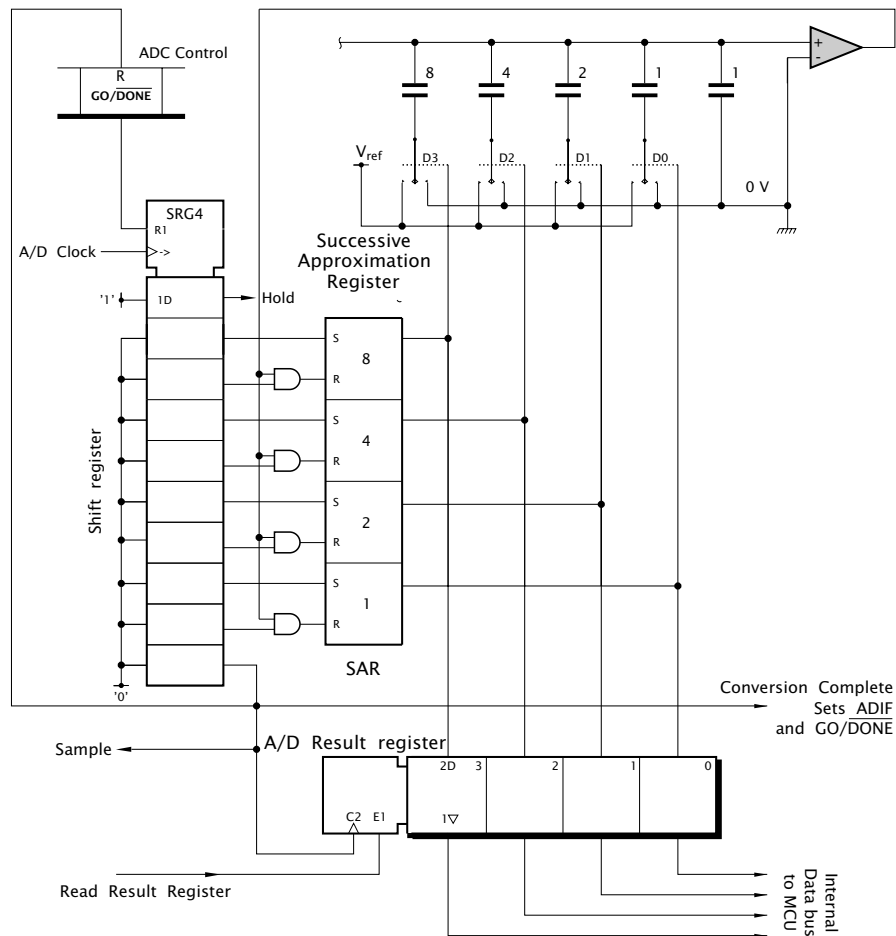 ADC Control
R
GO/DONE
8
4
2
1
1
+
-
Vref
D3
D2
D1
D0
0 V
SRG4
R1
A/D Clock
->
Successive
Approximation
Register
'1'
1D
Hold
S
8
R
S
4
R
S
2
R
S
1
R
Shift register
SAR
'0'
Conversion Complete
Sets ADIF
and GO/DONE
Sample
A/D Result register
2D 3
2
1
0
C2 E1
1▽
Read Result Register
Internal
Data bus
to MCU